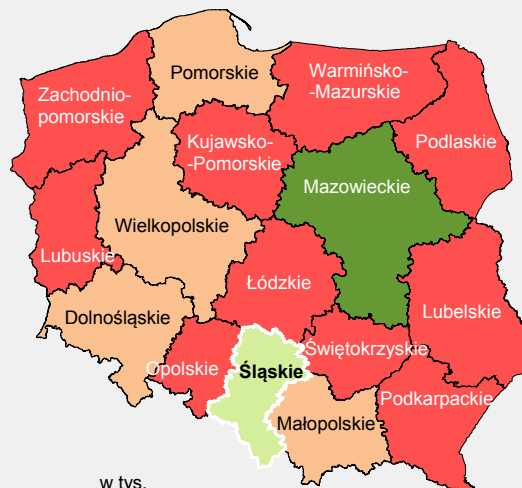 Pomorskie
Warmińsko-
-Mazurskie
Zachodnio-
pomorskie
Kujawsko-
-Pomorskie
Podlaskie
Mazowieckie
Wielkopolskie
Lubuskie
Łódzkie
Lubelskie
Dolnośląskie
Opolskie
Śląskie
Świętokrzyskie
Podkarpackie
Małopolskie
w tys.